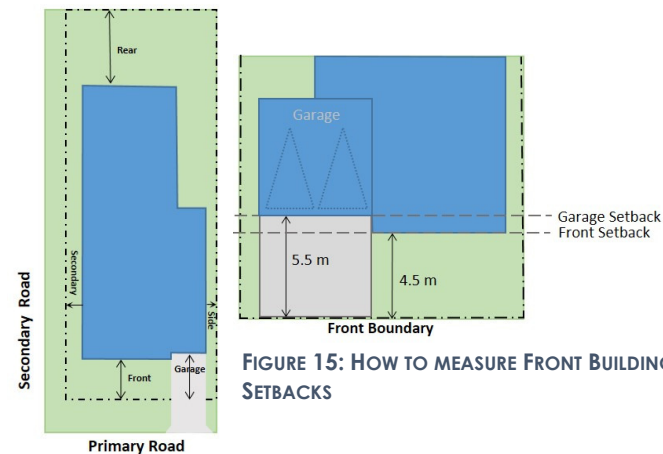 Rear
Secondary
Side
Front
Garage
Secondary Road
Primary Road
Garage
Garage Setback
Front Setback
5.5 m
4.5 m
Front Boundary
FIGURE 15: HOW TO MEASURE FRONT BUILDING
SETBACKS